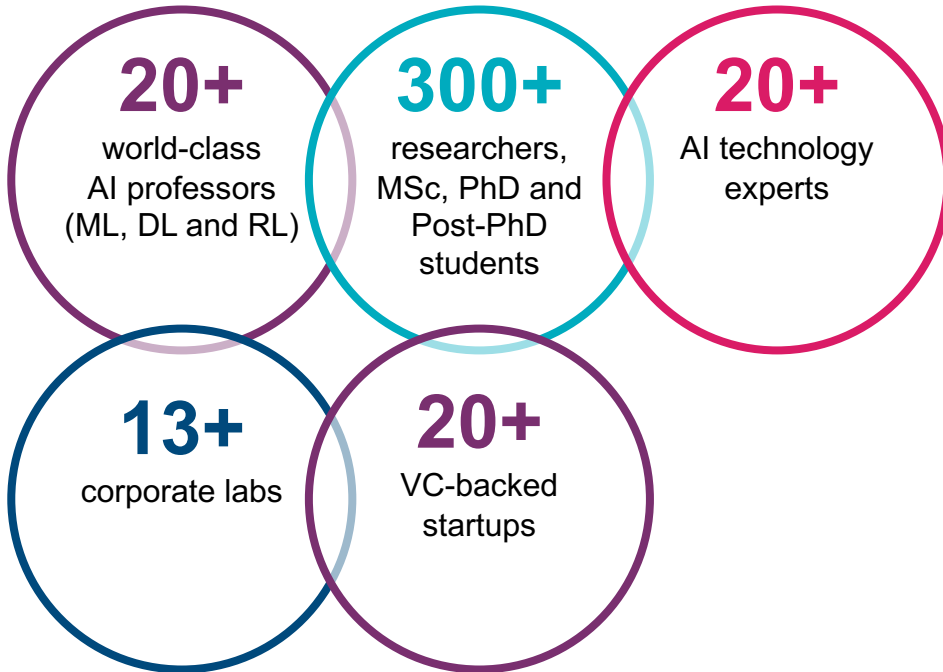 20+
world-class
AI professors
(ML, DL and RL)
300+
researchers,
MSc, PhD and
Post-PhD
students
20+
AI technology
experts
13+
corporate labs
20+
VC-backed
startups